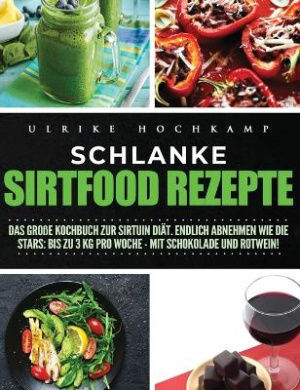 ULRIKE HOCHKAMP
SCHLANKE
SIRTFOOD REZEPTE
DAS GROßE KOCHBUCH ZUR SIRTUIN DIÄT. ENDLICH ABNEHMEN WIE DIE
STARS: BIS ZU 3 KG PRO WOCHE - MIT SCHOKOLADE UND ROTWEIN!